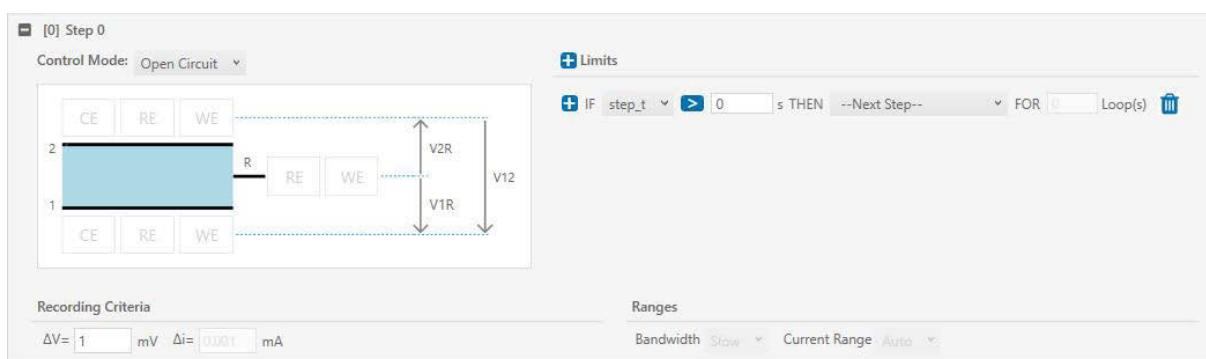 [0] Step 0
Control Mode: Open Circuit
Limits
IF step_t > 0 s THEN --Next Step-- FOR 0 Loop(s)
CE RE WE
2
V2R
R
RE WE
V12
1
V1R
CE RE WE
Recording Criteria
Ranges
ΔV= 1 mV Δi= 0.001 mA
Bandwidth Slow Current Range Auto